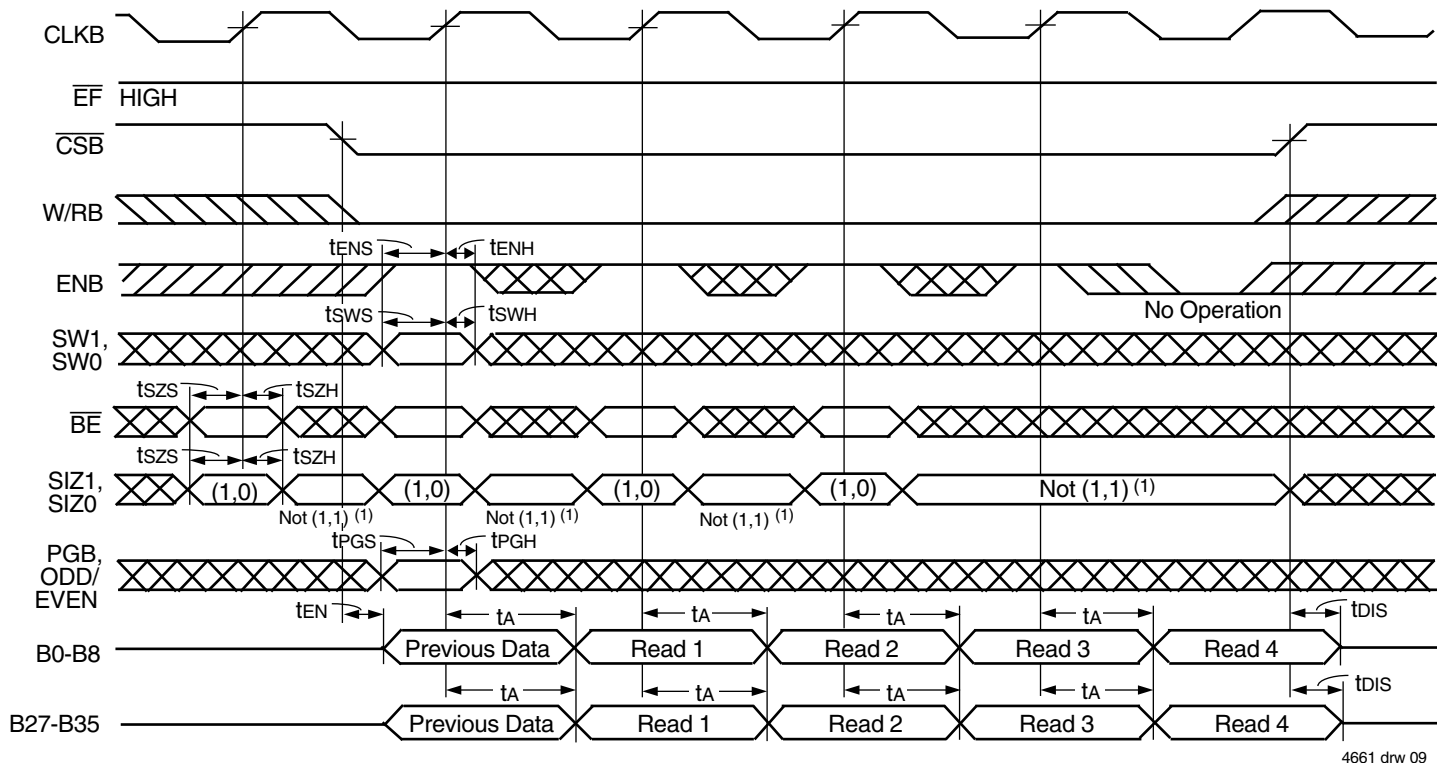 CLKB
EF HIGH
CSB
W/RB
tENS tENH
ENB
No Operation
tSWS tSWH
SW1,
SW0
tSZS tSZH
BE
tSZS tSZH
SIZ1,
SIZ0
(1,0) (1,0) (1,0) (1,0) Not (1,1) (1)
Not (1,1) (1) Not (1,1) (1) Not (1,1) (1)
tPGS tPGH
PGB,
ODD/
EVEN
tEN tA tA tA tA tDIS
B0-B8 Previous Data Read 1 Read 2 Read 3 Read 4
tA tA tA tA tDIS
B27-B35 Previous Data Read 1 Read 2 Read 3 Read 4
4661 drw 09